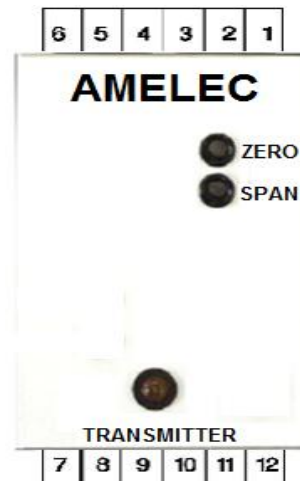 6 5 4 3 2 1
AMELEC
ZERO
SPAN
TRANSMITTER
7 8 9 10 11 12